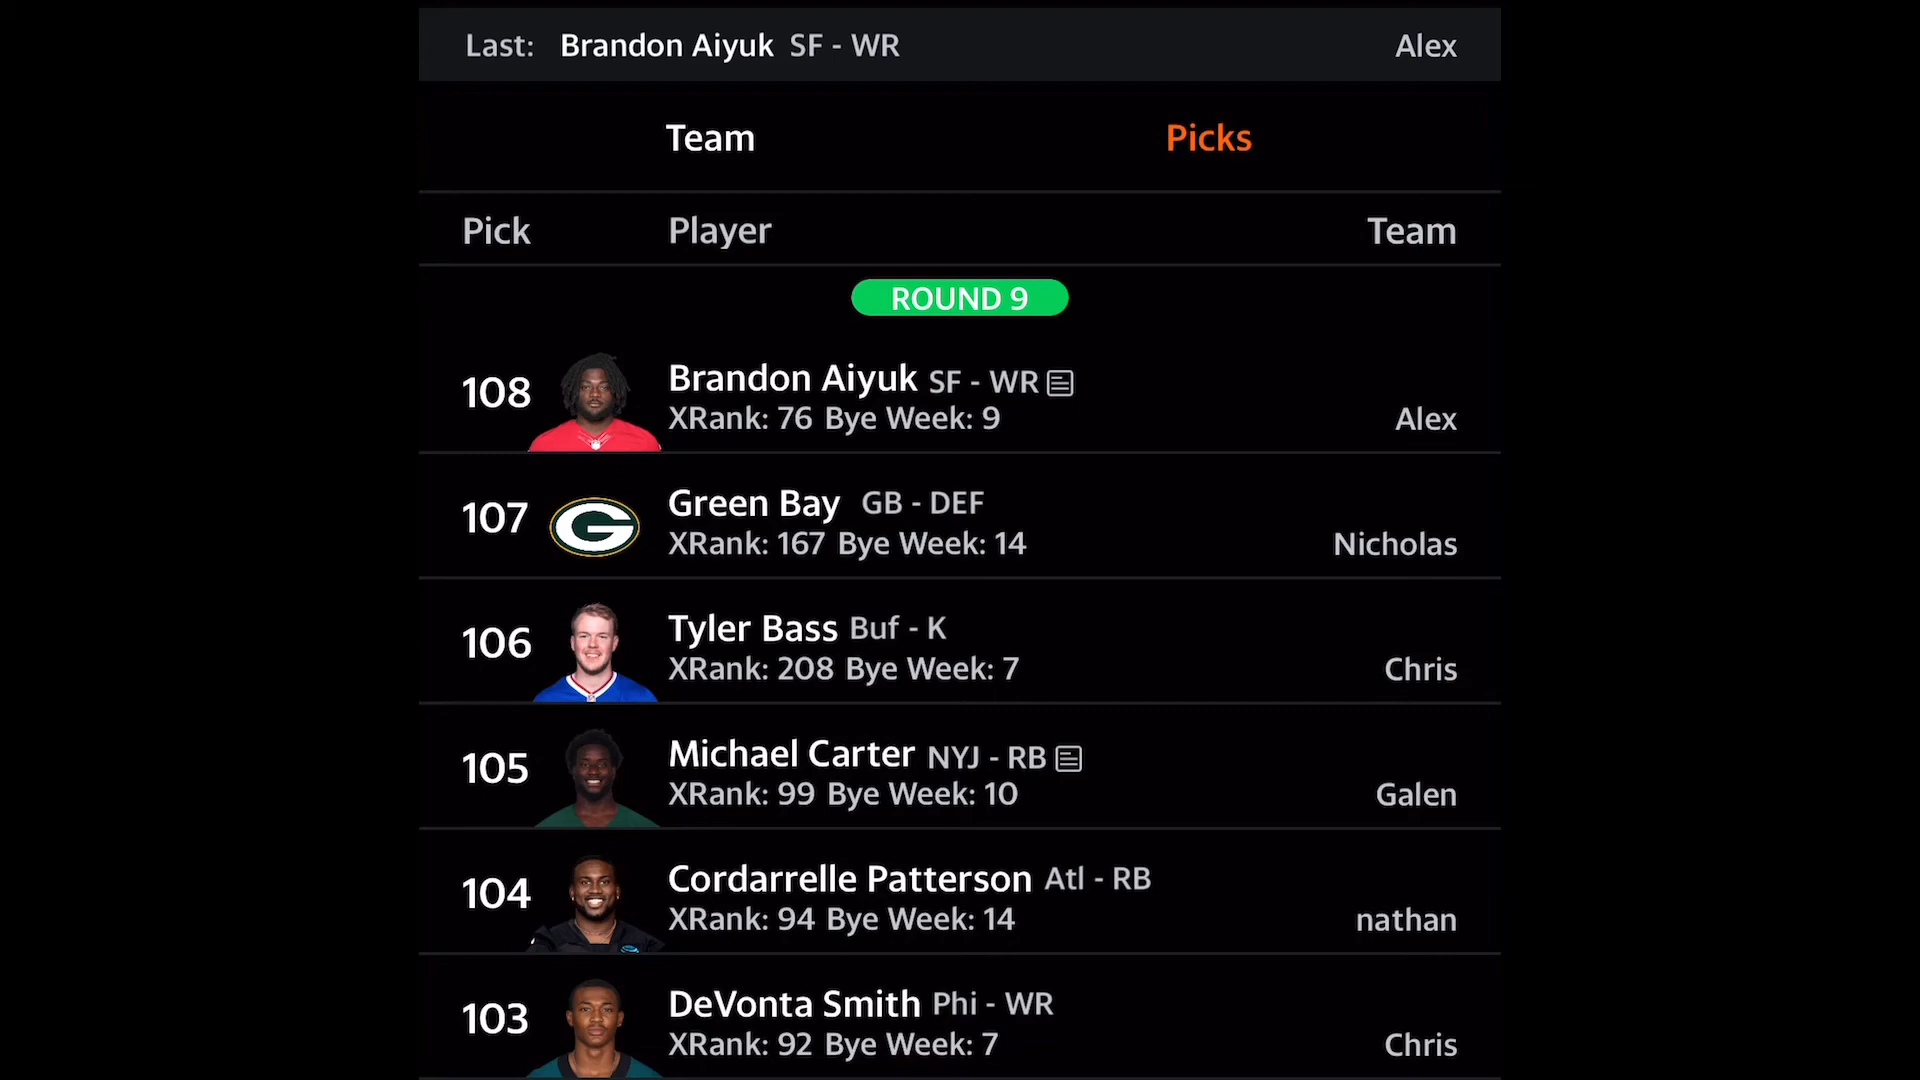 Last: Brandon Aiyuk SF - WR Alex
Team Picks
Pick Player Team
ROUND 9
108 Brandon Aiyuk SF - WR
XRank: 76 Bye Week: 9 Alex
107 G Green Bay GB - DEF
XRank: 167 Bye Week: 14 Nicholas
106 Tyler Bass Buf - K
XRank: 208 Bye Week: 7 Chris
105 Michael Carter NYJ - RB
XRank: 99 Bye Week: 10 Galen
104 Cordarrelle Patterson Atl - RB
XRank: 94 Bye Week: 14 nathan
103 DeVonta Smith Phi - WR
XRank: 92 Bye Week: 7 Chris